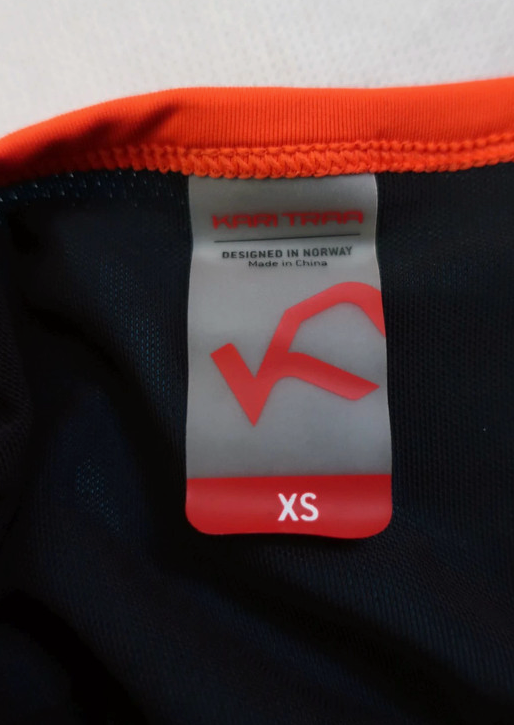 KARI TRAA
DESIGNED IN NORWAY
Made in China
XS